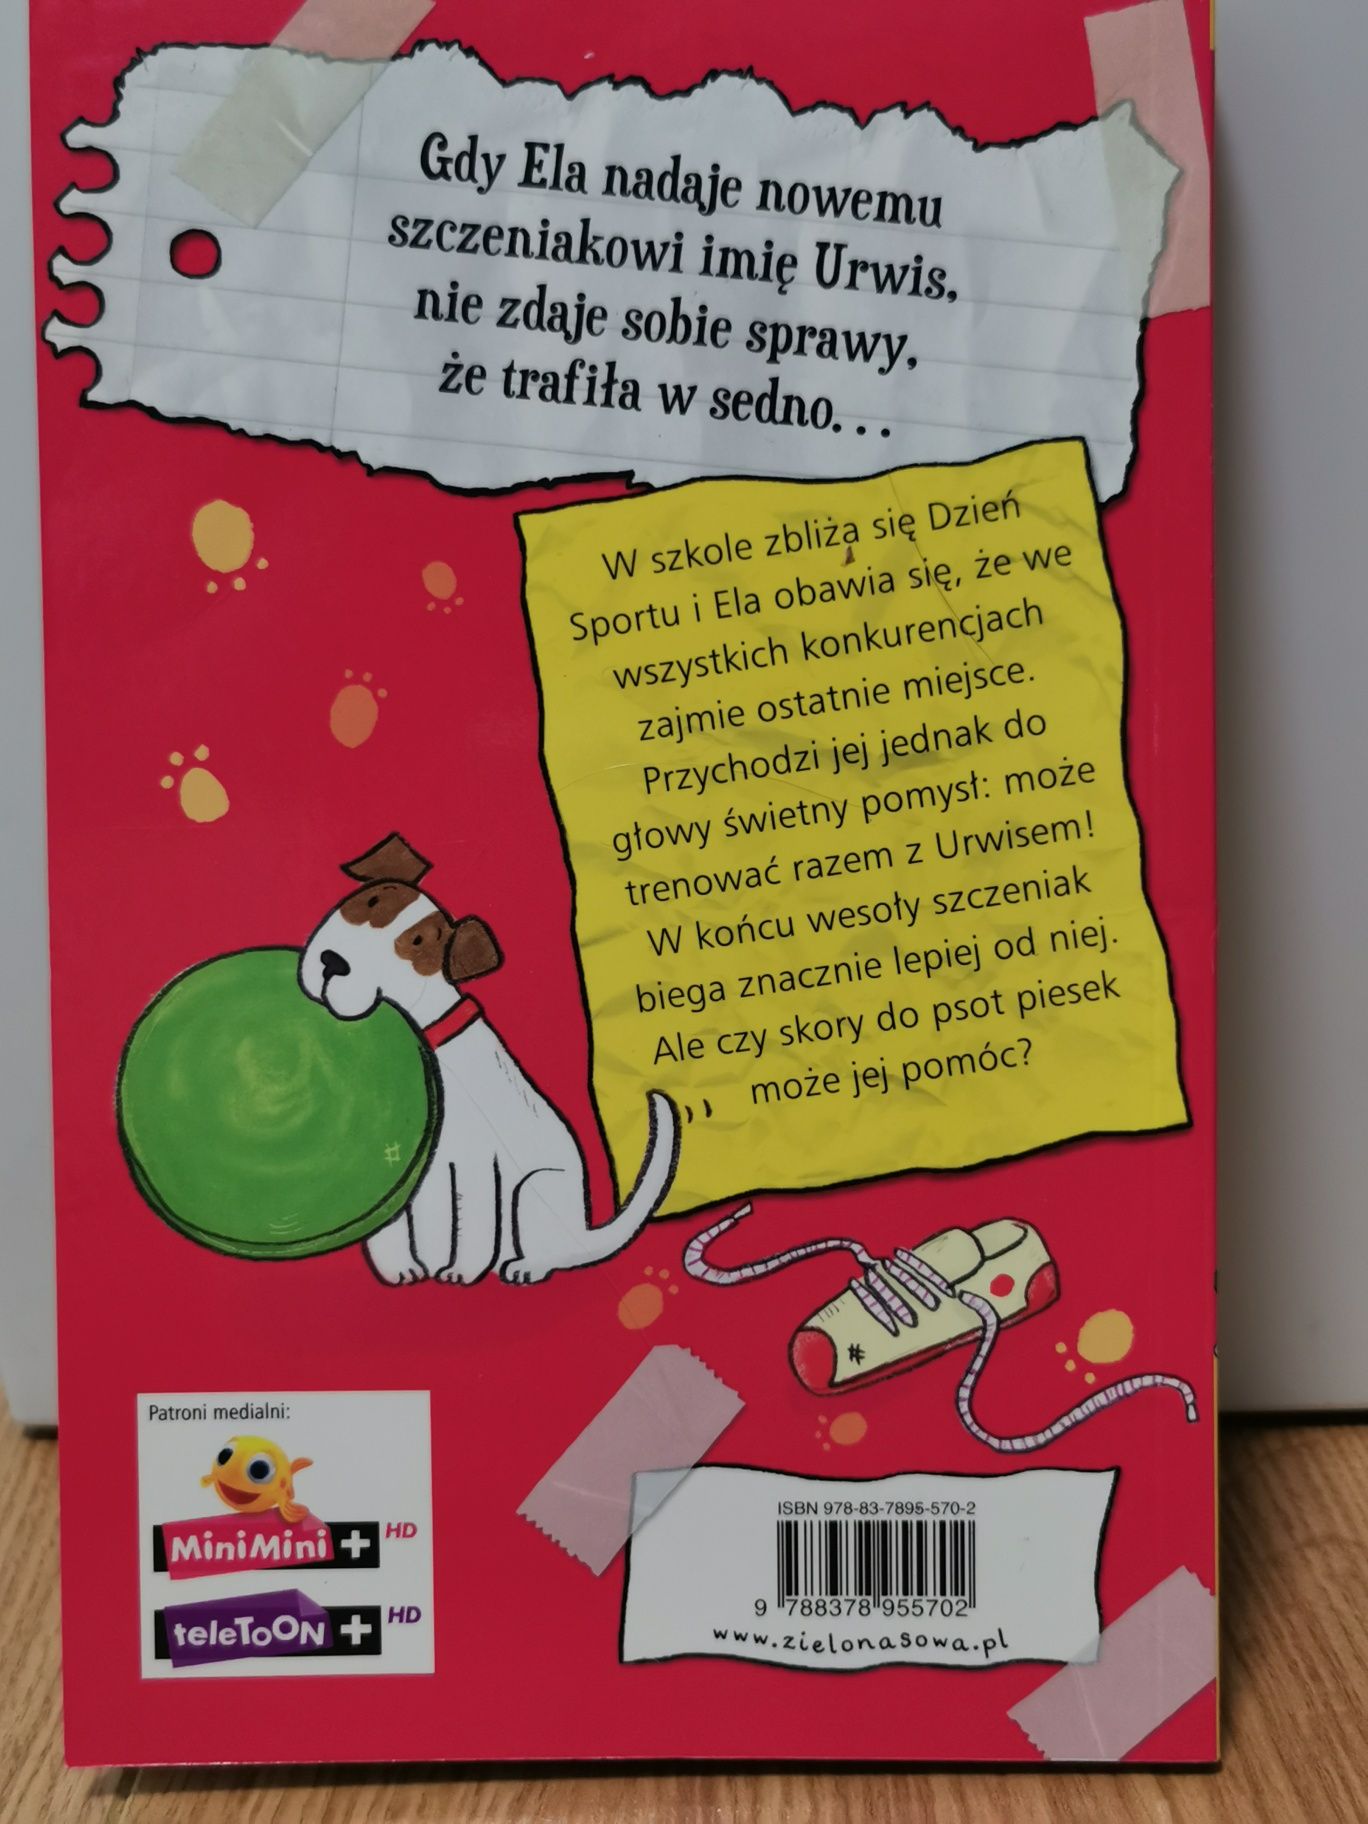 Gdy Ela nadaje nowemu
szczeniakowi imię Urwis,
nie zdaje sobie sprawy,
że trafiła w sedno...
W szkole zbliża się Dzień
Sportu i Ela obawia się, że we
wszystkich konkurencjach
zajmie ostatnie miejsce.
Przychodzi jej jednak do
głowy świetny pomysł: może
trenować razem z Urwisem!
W końcu wesoły szczeniak
biega znacznie lepiej od niej.
Ale czy skory do psot piesek
może jej pomóc?
Patroni medialni:
MiniMini+ HD
teleTOON+ HD
ISBN 978-83-7895-570-2
9 788378 955702
www.zielonasowa.pl